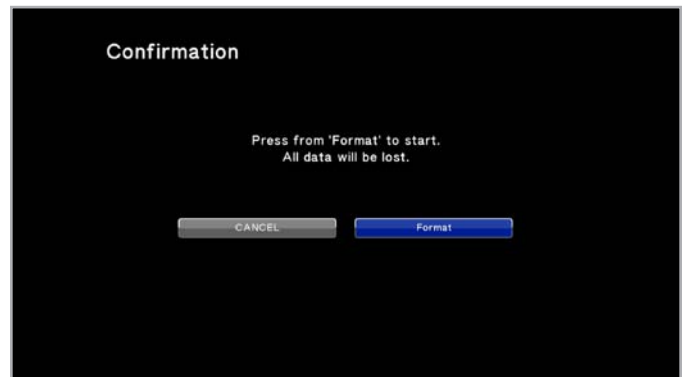 Confirmation
Press from 'Format' to start.
All data will be lost.
CANCEL
Format